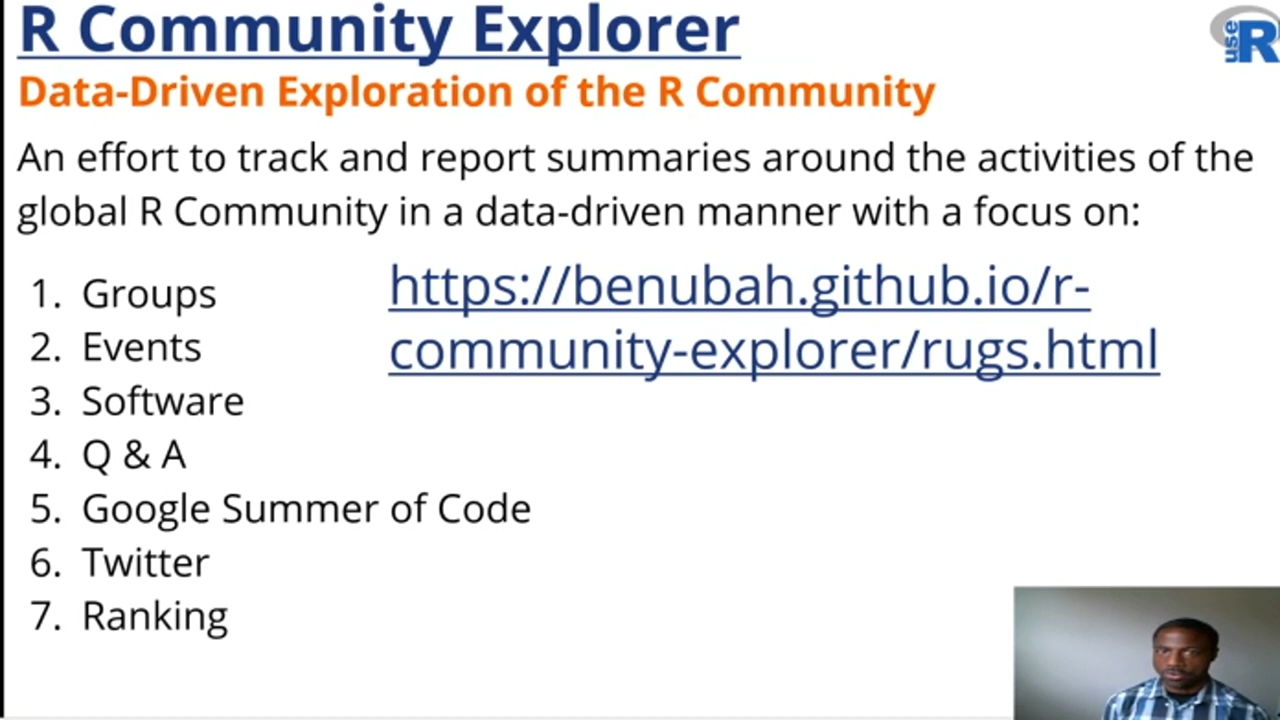 R Community Explorer
useR
Data-Driven Exploration of the R Community
An effort to track and report summaries around the activities of the
global R Community in a data-driven manner with a focus on:
1. Groups
2. Events
3. Software
4. Q & A
5. Google Summer of Code
6. Twitter
7. Ranking
https://benubah.github.io/r-
community-explorer/rugs.html